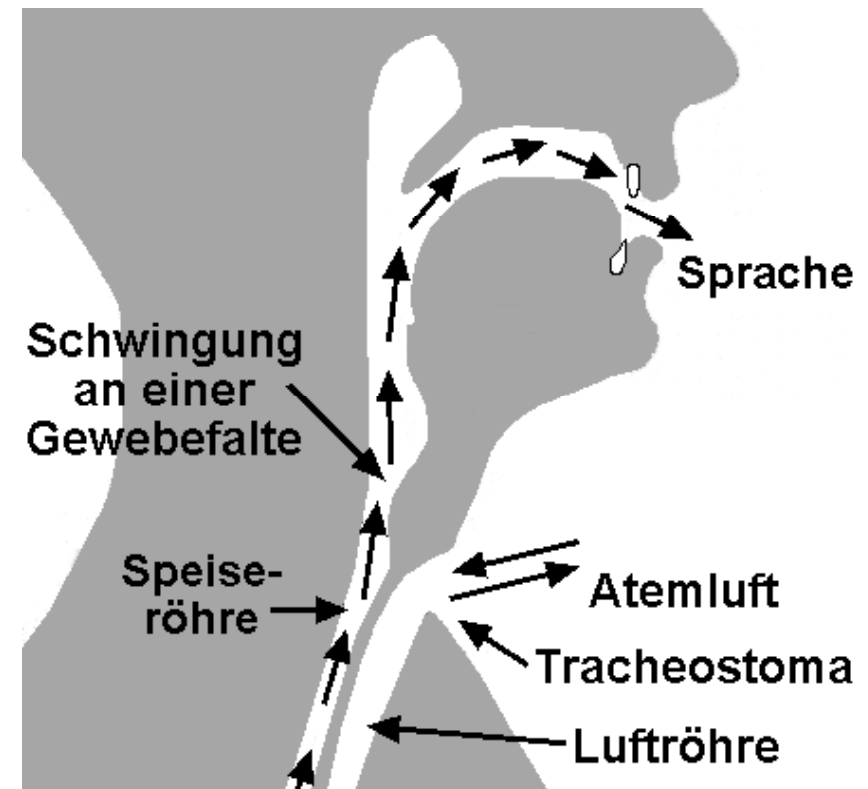 Sprache
Schwingung
an einer
Gewebefalte
Speise-
röhre
Atemluft
Tracheostoma
Luftröhre